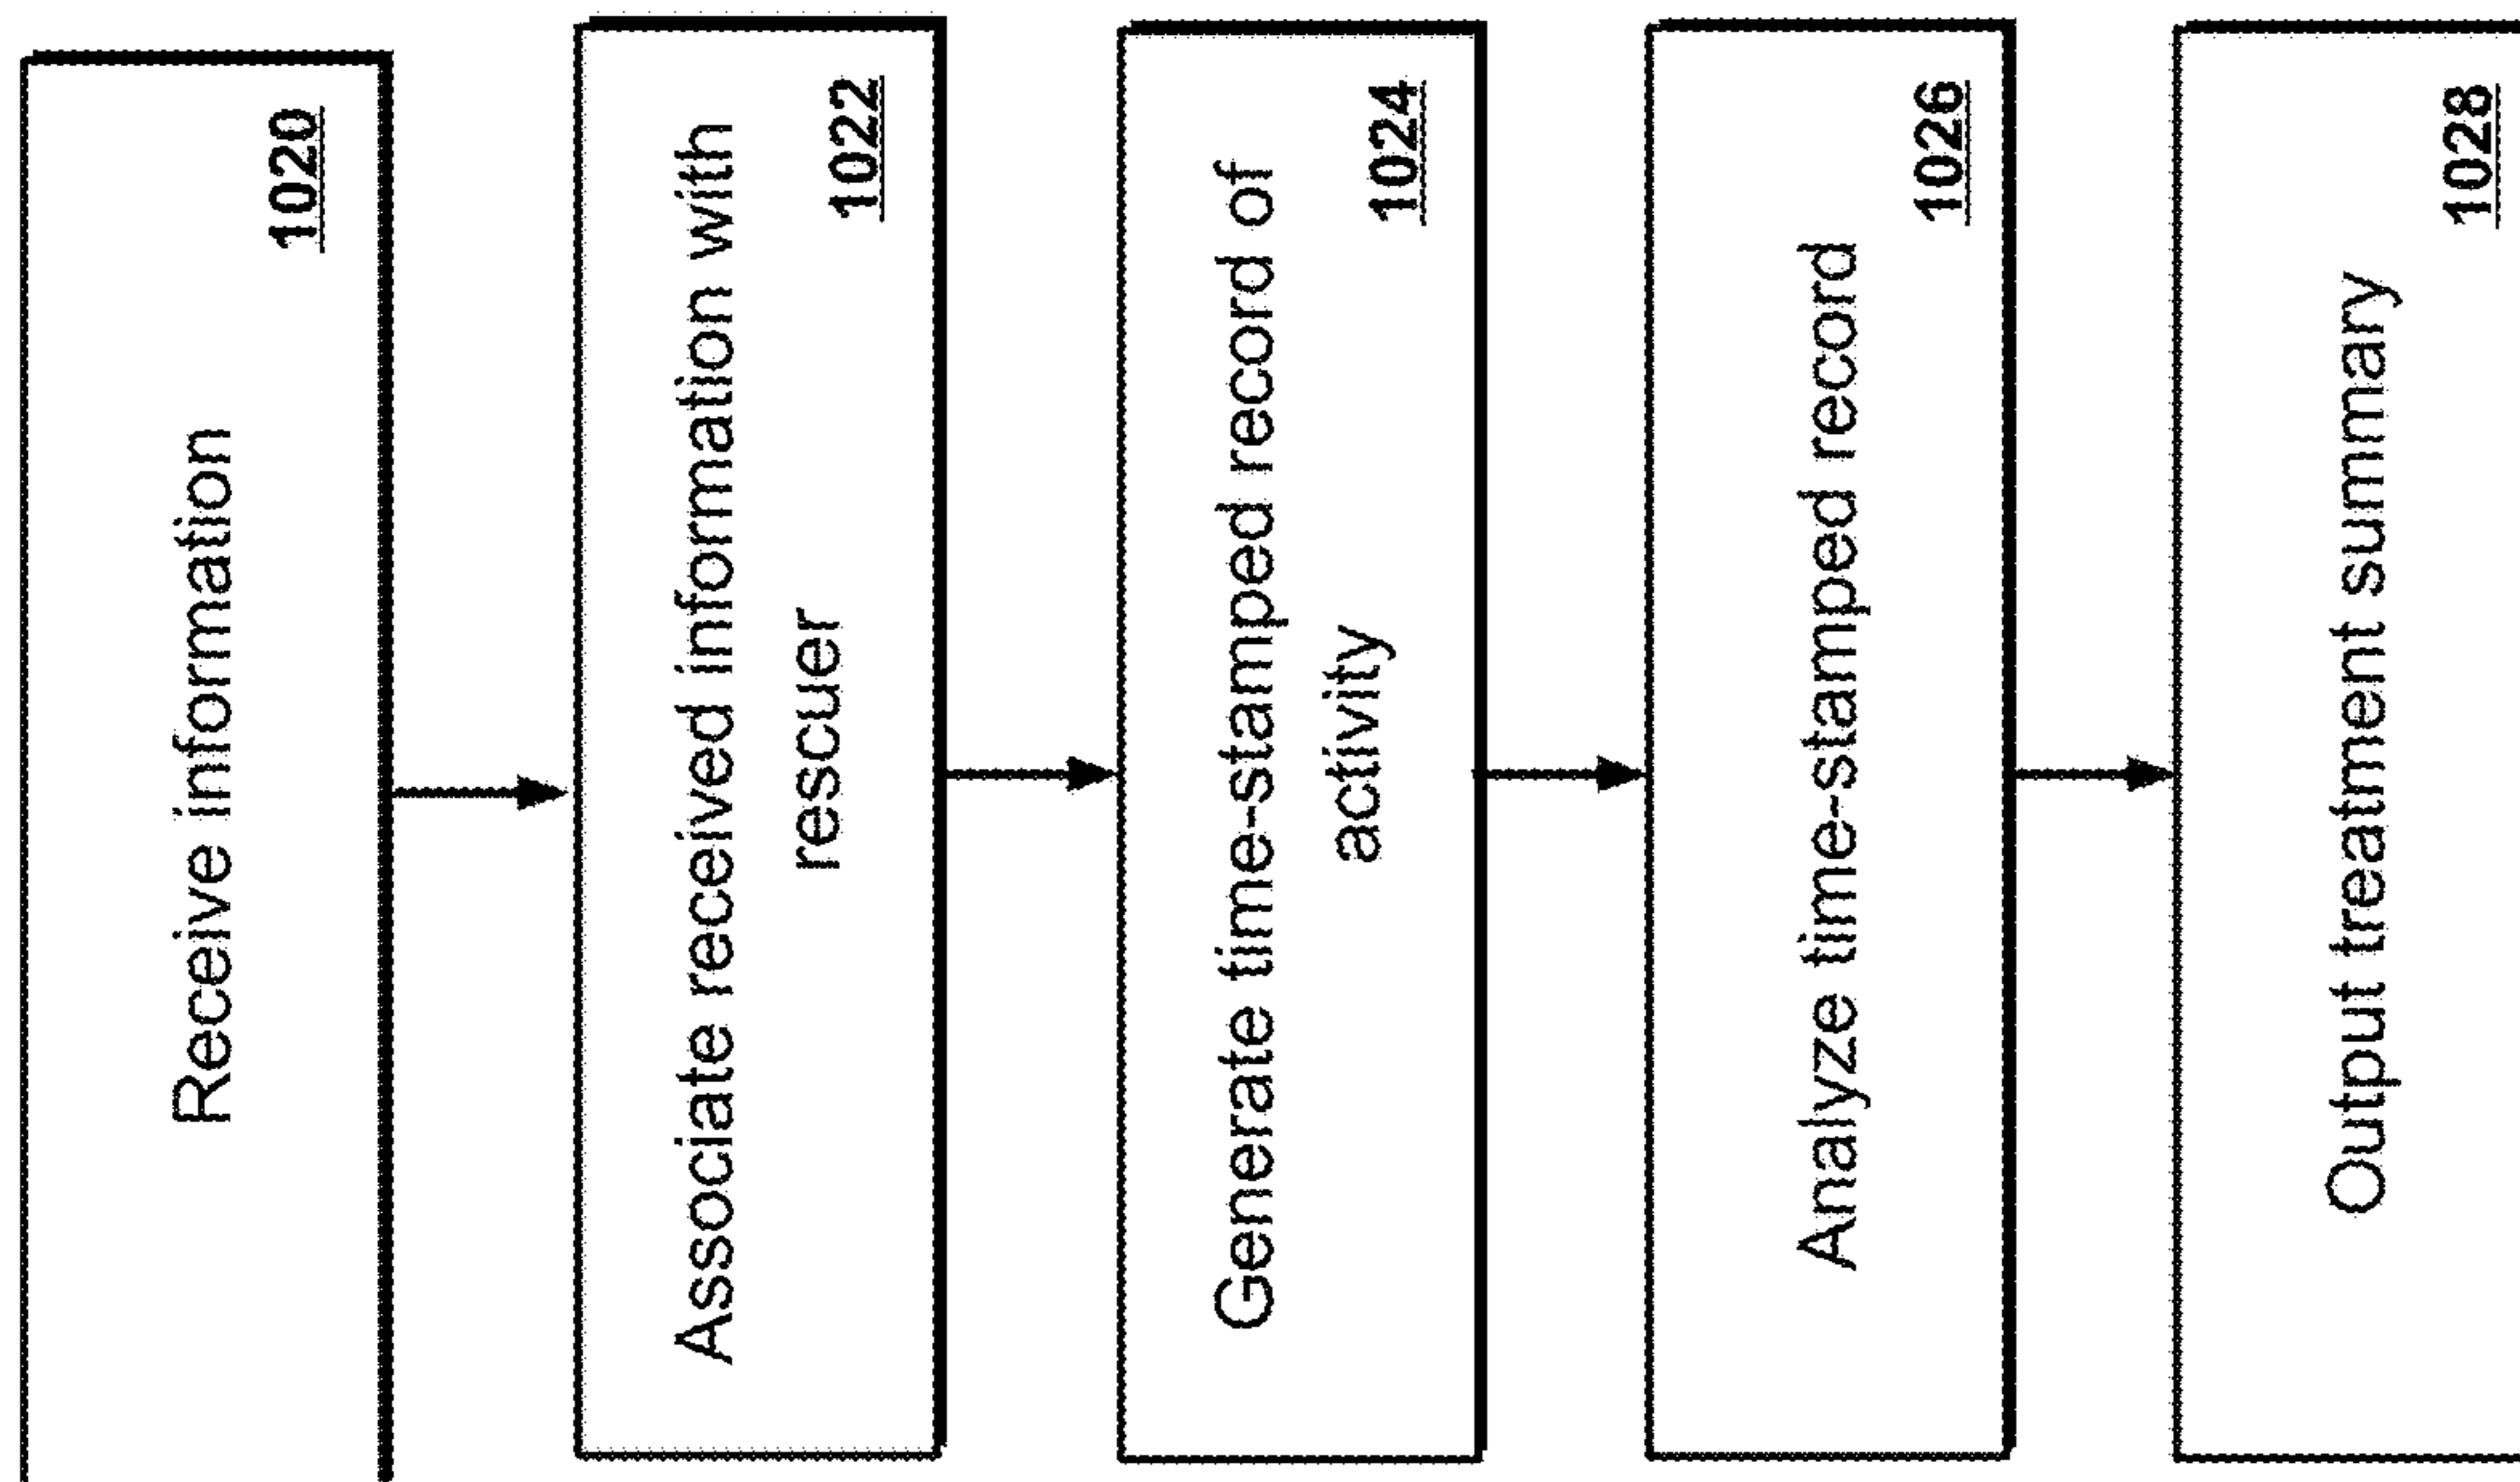 Receive information
1020
Associate received information with
rescuer
1022
Generate time-stamped record of
activity
1024
Analyze time-stamped record
1026
Output treatment summary
1028